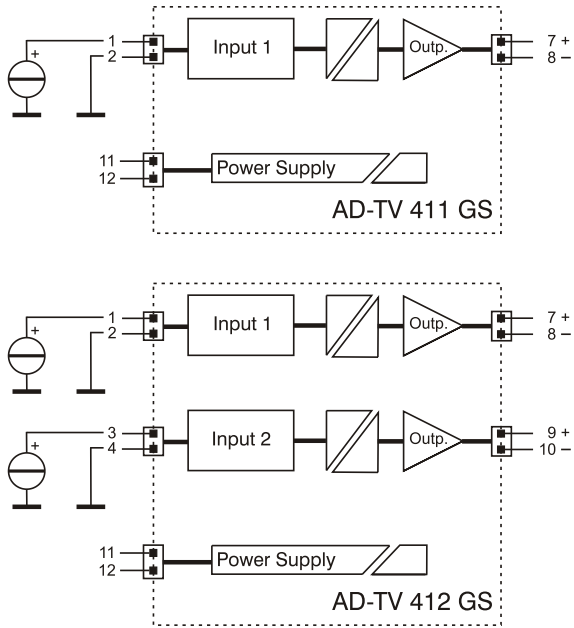 1 Input 1 Outp. 7 +
+ 2 8 –
11 Power Supply
12
AD-TV 411 GS
1 Input 1 Outp. 7 +
+ 2 8 –
3 Input 2 Outp. 9 +
+ 4 10 –
11 Power Supply
12
AD-TV 412 GS